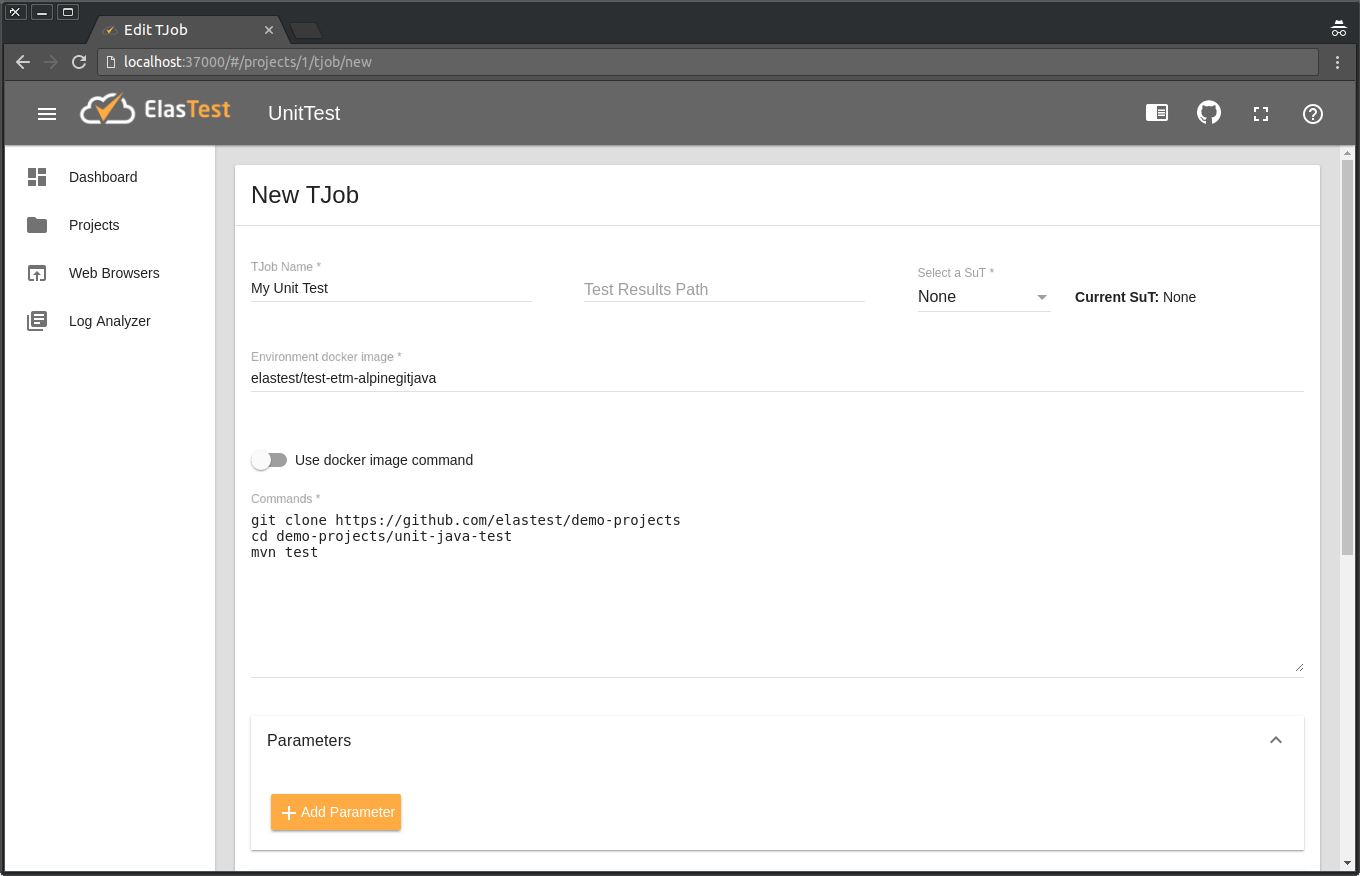 Edit TJob
localhost:37000/#/projects/1/tjob/new
ElasTest
UnitTest
Dashboard
Projects
Web Browsers
Log Analyzer
New TJob
TJob Name *
My Unit Test
Test Results Path
Select a SuT *
None
Current SuT: None
Environment docker image *
elastest/test-etm-alpinegitjava
Use docker image command
Commands *
git clone https://github.com/elastest/demo-projects
cd demo-projects/unit-java-test
mvn test
Parameters
Add Parameter